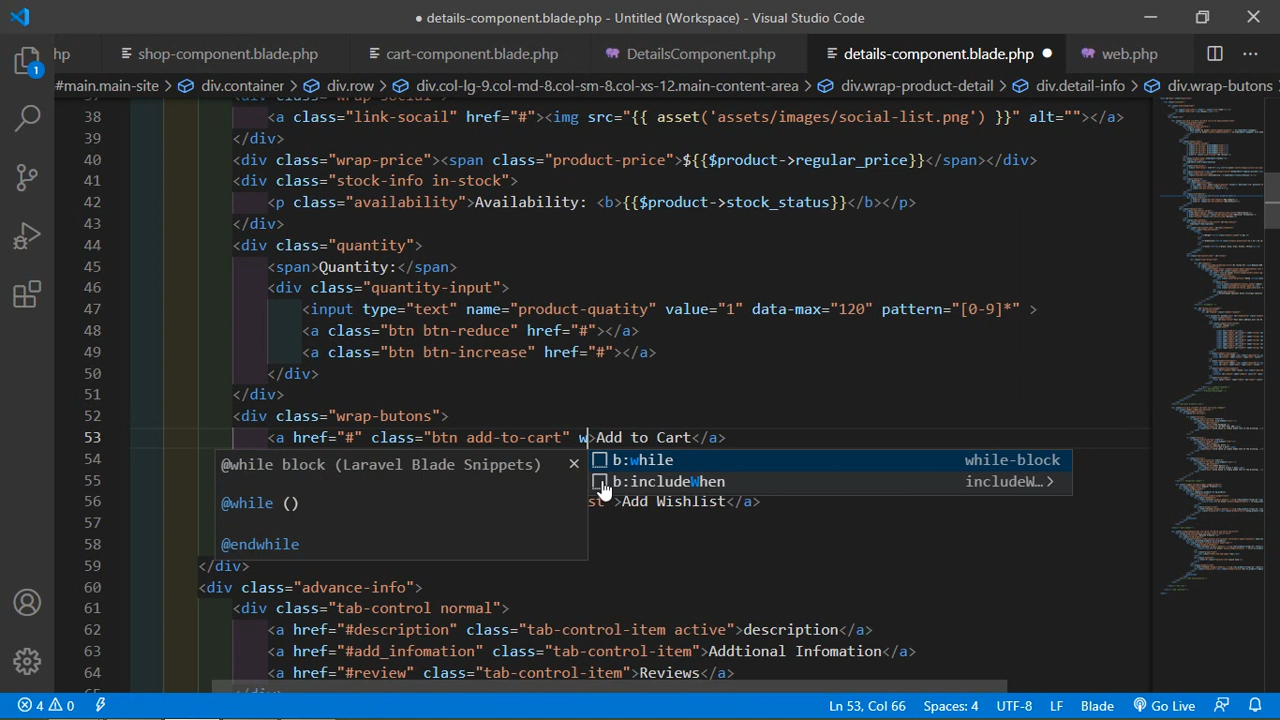 details-component.blade.php - Untitled (Workspace) - Visual Studio Code
hp shop-component.blade.php cart-component.blade.php DetailsComponent.php details-component.blade.php web.php
#main.main-site > div.container > div.row > div.col-lg-9.col-md-8.col-sm-8.col-xs-12.main-content-area > div.wrap-product-detail > div.detail-info > div.wrap-butons
1
38 <a class="link-socail" href="#"><img src="{{ asset('assets/images/social-list.png') }}" alt=""></a>
39 </div>
40 <div class="wrap-price"><span class="product-price">${{$product->regular_price}}</span></div>
41 <div class="stock-info in-stock">
42 <p class="availability">Availability: <b>{{$product->stock_status}}</b></p>
43 </div>
44 <div class="quantity">
45 <span>Quantity:</span>
46 <div class="quantity-input">
47 <input type="text" name="product-quatity" value="1" data-max="120" pattern="[0-9]*" >
48 <a class="btn btn-reduce" href="#"></a>
49 <a class="btn btn-increase" href="#"></a>
50 </div>
51 </div>
52 <div class="wrap-butons">
53 <a href="#" class="btn add-to-cart" w>Add to Cart</a>
54
@while block (Laravel Blade Snippets)
@while ()
@endwhile
b:while while-block
b:includeWhen includeW...
55
56 st">Add Wishlist</a>
57
58
59 </div>
60 <div class="advance-info">
61 <div class="tab-control normal">
62 <a href="#description" class="tab-control-item active">description</a>
63 <a href="#add_infomation" class="tab-control-item">Addtional Infomation</a>
64 <a href="#review" class="tab-control-item">Reviews</a>
4 0 Ln 53, Col 66 Spaces: 4 UTF-8 LF Blade Go Live